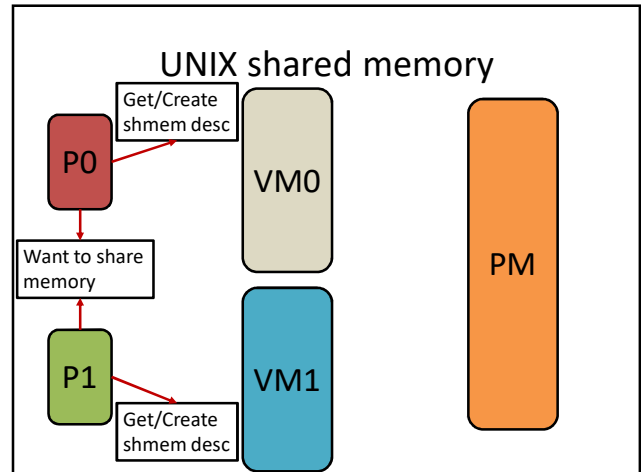 UNIX shared memory
Get/Create
shmem desc
P0
VM0
Want to share
memory
PM
P1
VM1
Get/Create
shmem desc